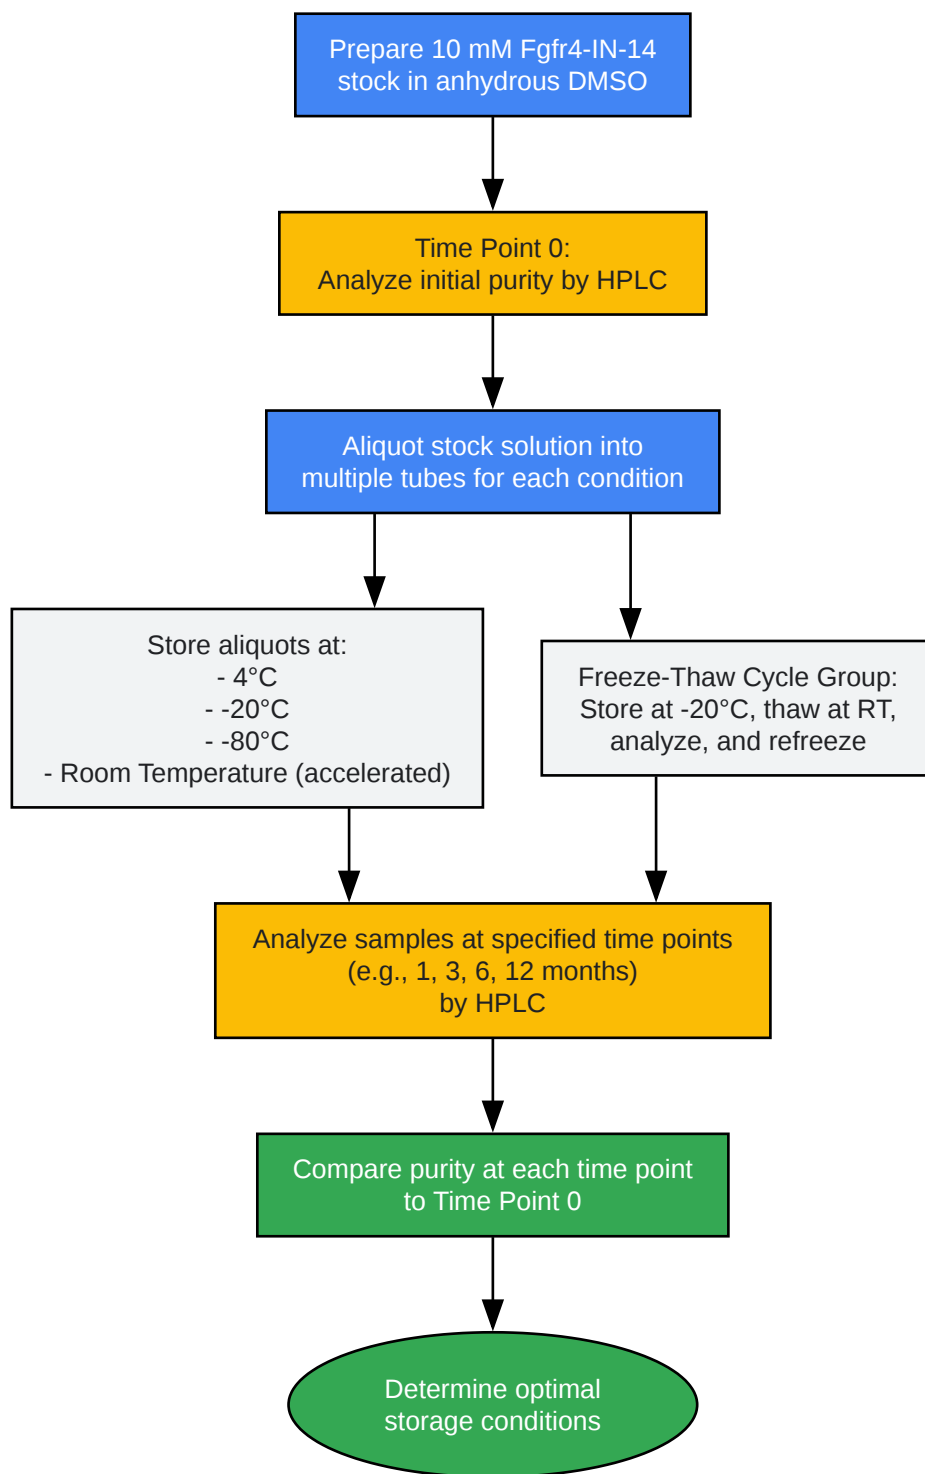 Prepare 10 mM Fgfr4-IN-14
stock in anhydrous DMSO
Time Point 0:
Analyze initial purity by HPLC
Aliquot stock solution into
multiple tubes for each condition
Store aliquots at:
- 4°C
- -20°C
- -80°C
- Room Temperature (accelerated)
Freeze-Thaw Cycle Group:
Store at -20°C, thaw at RT,
analyze, and refreeze
Analyze samples at specified time points
(e.g., 1, 3, 6, 12 months)
by HPLC
Compare purity at each time point
to Time Point 0
Determine optimal
storage conditions